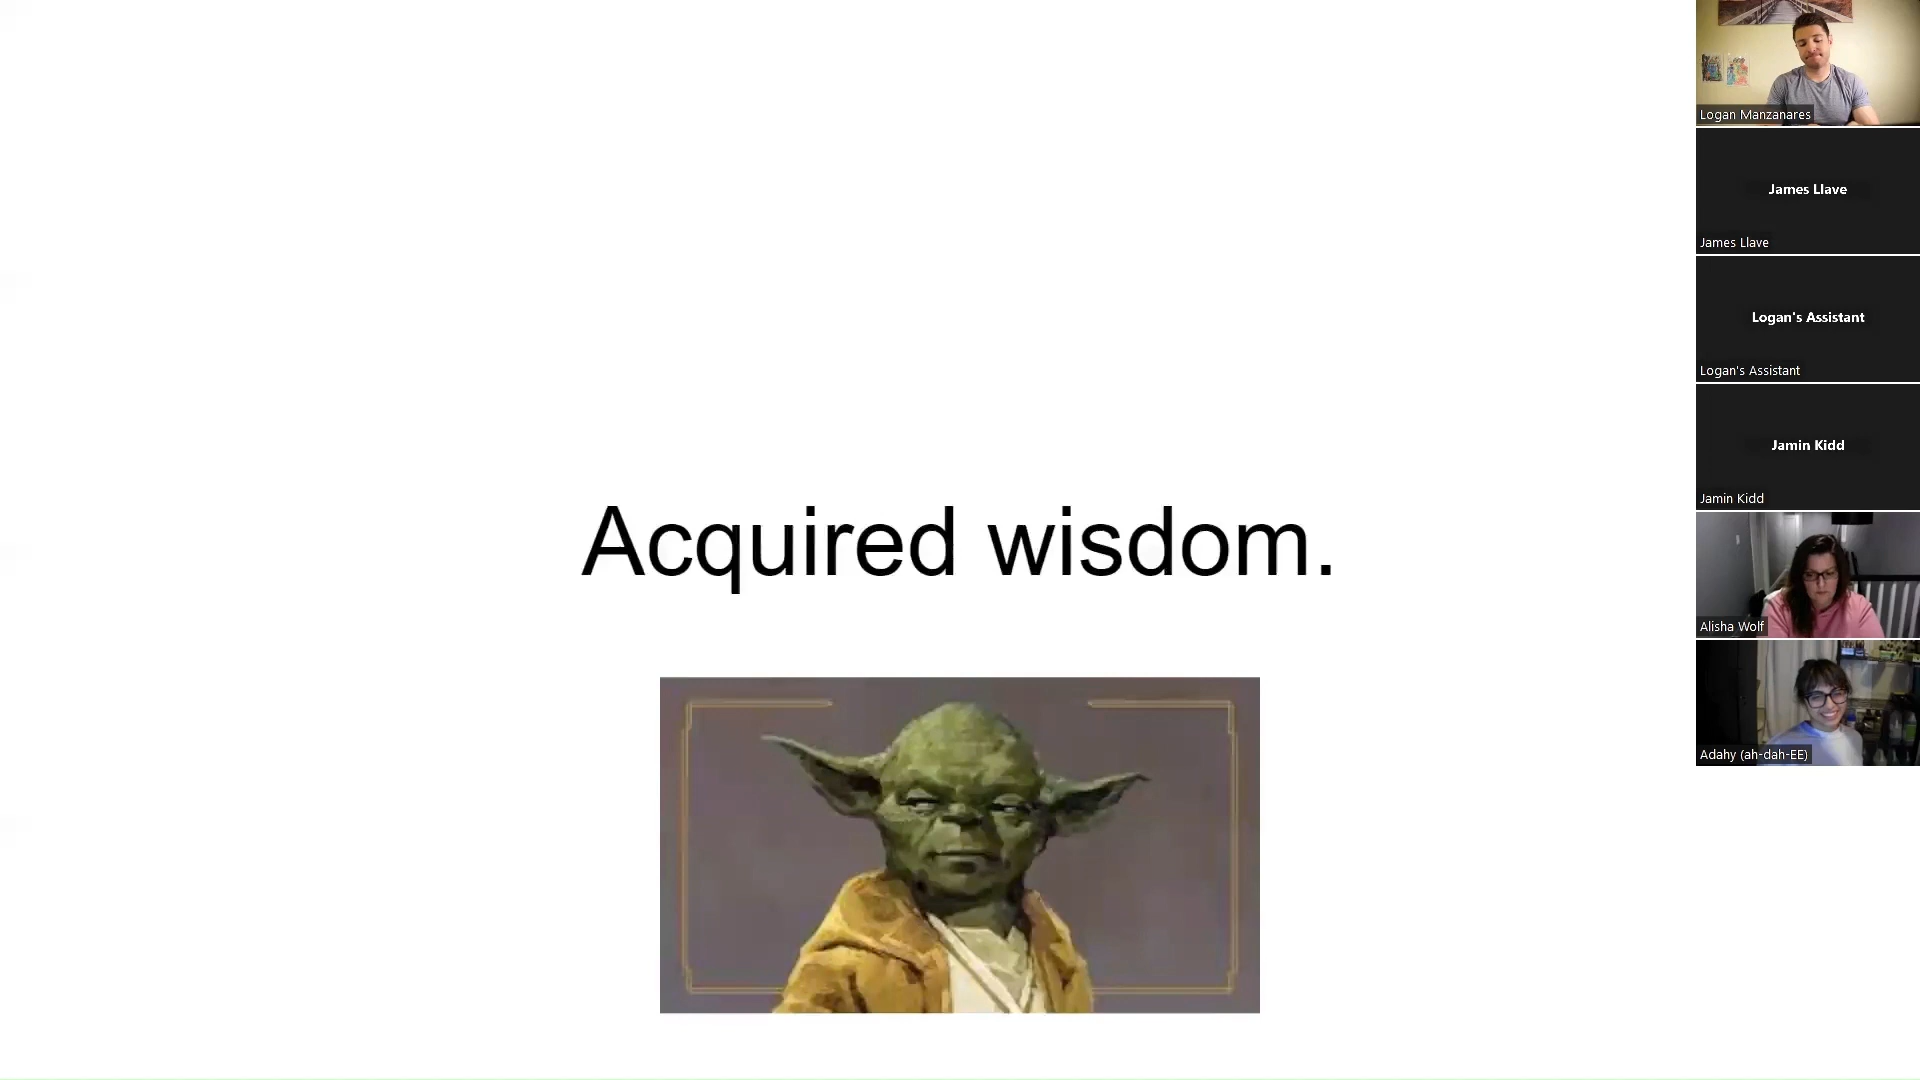 Acquired wisdom.
Logan Manzanares
James Llave
James Llave
Logan's Assistant
Logan's Assistant
Jamin Kidd
Jamin Kidd
Alisha Wolf
Adahy (ah-dah-EE)